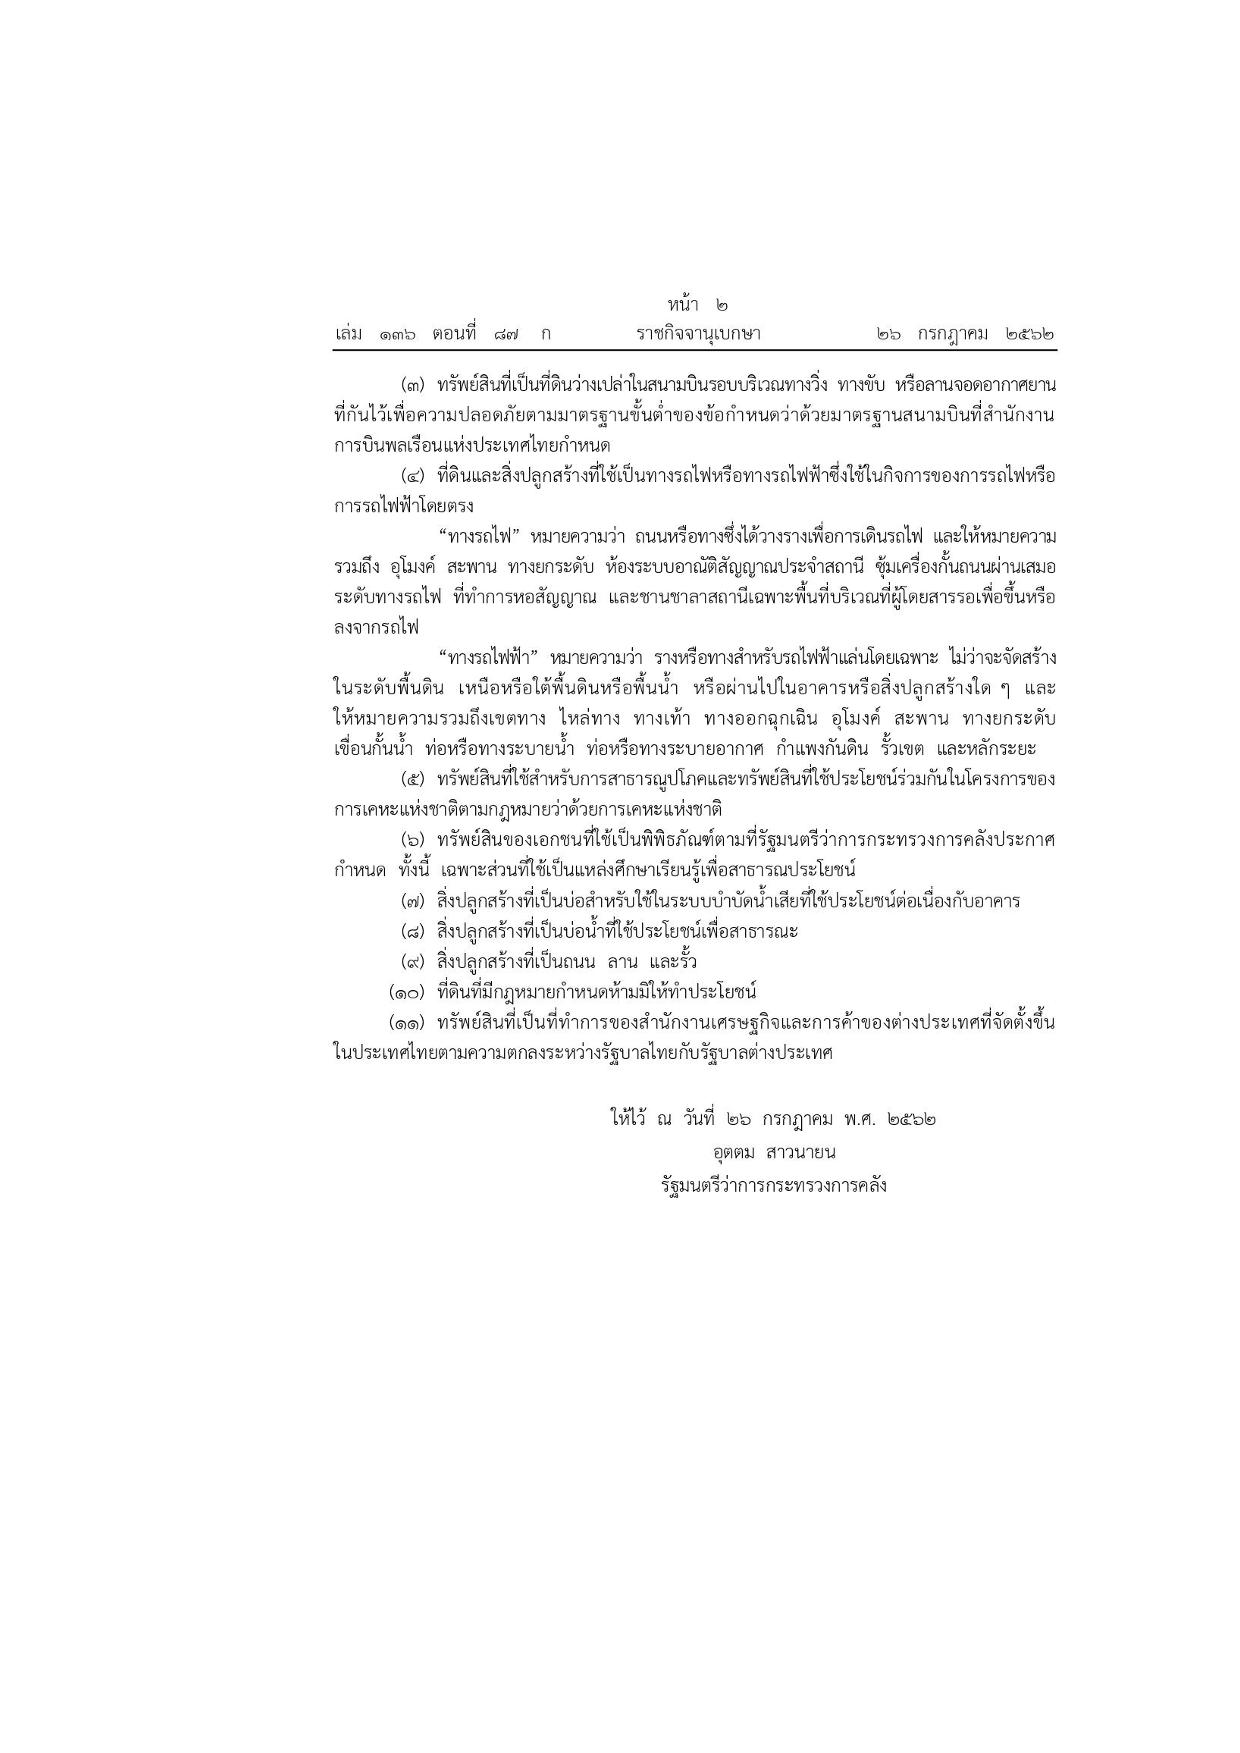 หน้า ๒
เล่ม ๑๓๖ ตอนที่ ๘๗ ก ราชกิจจานุเบกษา ๒๖ กรกฎาคม ๒๕๖๒
(๓) ทรัพย์สินที่เป็นที่ดินว่างเปล่าในสนามบินรอบบริเวณทางวิ่ง ทางขับ หรือลานจอดอากาศยาน
ที่กันไว้เพื่อความปลอดภัยตามมาตรฐานขั้นต่ำของข้อกำหนดว่าด้วยมาตรฐานสนามบินที่สำนักงาน
การบินพลเรือนแห่งประเทศไทยกำหนด
(๔) ที่ดินและสิ่งปลูกสร้างที่ใช้เป็นทางรถไฟหรือทางรถไฟฟ้าซึ่งใช้ในกิจการของการรถไฟหรือ
การรถไฟฟ้าโดยตรง
“ทางรถไฟ” หมายความว่า ถนนหรือทางซึ่งได้วางรางเพื่อการเดินรถไฟ และให้หมายความ
รวมถึง อุโมงค์ สะพาน ทางยกระดับ ห้องระบบอาณัติสัญญาณประจำสถานี ซุ้มเครื่องกั้นถนนผ่านเสมอ
ระดับทางรถไฟ ที่ทำการหอสัญญาณ และชานชาลาสถานีเฉพาะพื้นที่บริเวณที่ผู้โดยสารรอเพื่อขึ้นหรือ
ลงจากรถไฟ
“ทางรถไฟฟ้า” หมายความว่า รางหรือทางสำหรับรถไฟฟ้าแล่นโดยเฉพาะ ไม่ว่าจะจัดสร้าง
ในระดับพื้นดิน เหนือหรือใต้พื้นดินหรือพื้นน้ำ หรือผ่านไปในอาคารหรือสิ่งปลูกสร้างใด ๆ และ
ให้หมายความรวมถึงเขตทาง ไหล่ทาง ทางเท้า ทางออกฉุกเฉิน อุโมงค์ สะพาน ทางยกระดับ
เขื่อนกั้นน้ำ ท่อหรือทางระบายน้ำ ท่อหรือทางระบายอากาศ กำแพงกันดิน รั้วเขต และหลักระยะ
(๕) ทรัพย์สินที่ใช้สำหรับการสาธารณูปโภคและทรัพย์สินที่ใช้ประโยชน์ร่วมกันในโครงการของ
การเคหะแห่งชาติตามกฎหมายว่าด้วยการเคหะแห่งชาติ
(๖) ทรัพย์สินของเอกชนที่ใช้เป็นพิพิธภัณฑ์ตามที่รัฐมนตรีว่าการกระทรวงการคลังประกาศ
กำหนด ทั้งนี้ เฉพาะส่วนที่ใช้เป็นแหล่งศึกษาเรียนรู้เพื่อสาธารณประโยชน์
(๗) สิ่งปลูกสร้างที่เป็นบ่อสำหรับใช้ในระบบบำบัดน้ำเสียที่ใช้ประโยชน์ต่อเนื่องกับอาคาร
(๘) สิ่งปลูกสร้างที่เป็นบ่อน้ำที่ใช้ประโยชน์เพื่อสาธารณะ
(๙) สิ่งปลูกสร้างที่เป็นถนน ลาน และรั้ว
(๑๐) ที่ดินที่มีกฎหมายกำหนดห้ามมิให้ทำประโยชน์
(๑๑) ทรัพย์สินที่เป็นที่ทำการของสำนักงานเศรษฐกิจและการค้าของต่างประเทศที่จัดตั้งขึ้น
ในประเทศไทยตามความตกลงระหว่างรัฐบาลไทยกับรัฐบาลต่างประเทศ
ให้ไว้ ณ วันที่ ๒๖ กรกฎาคม พ.ศ. ๒๕๖๒
อุตตม สาวนายน
รัฐมนตรีว่าการกระทรวงการคลัง